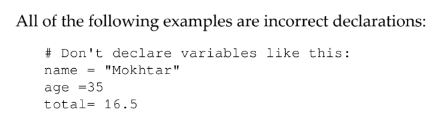 All of the following examples are incorrect declarations:
# Don't declare variables like this:
name = "Mokhtar"
age =35
total= 16.5